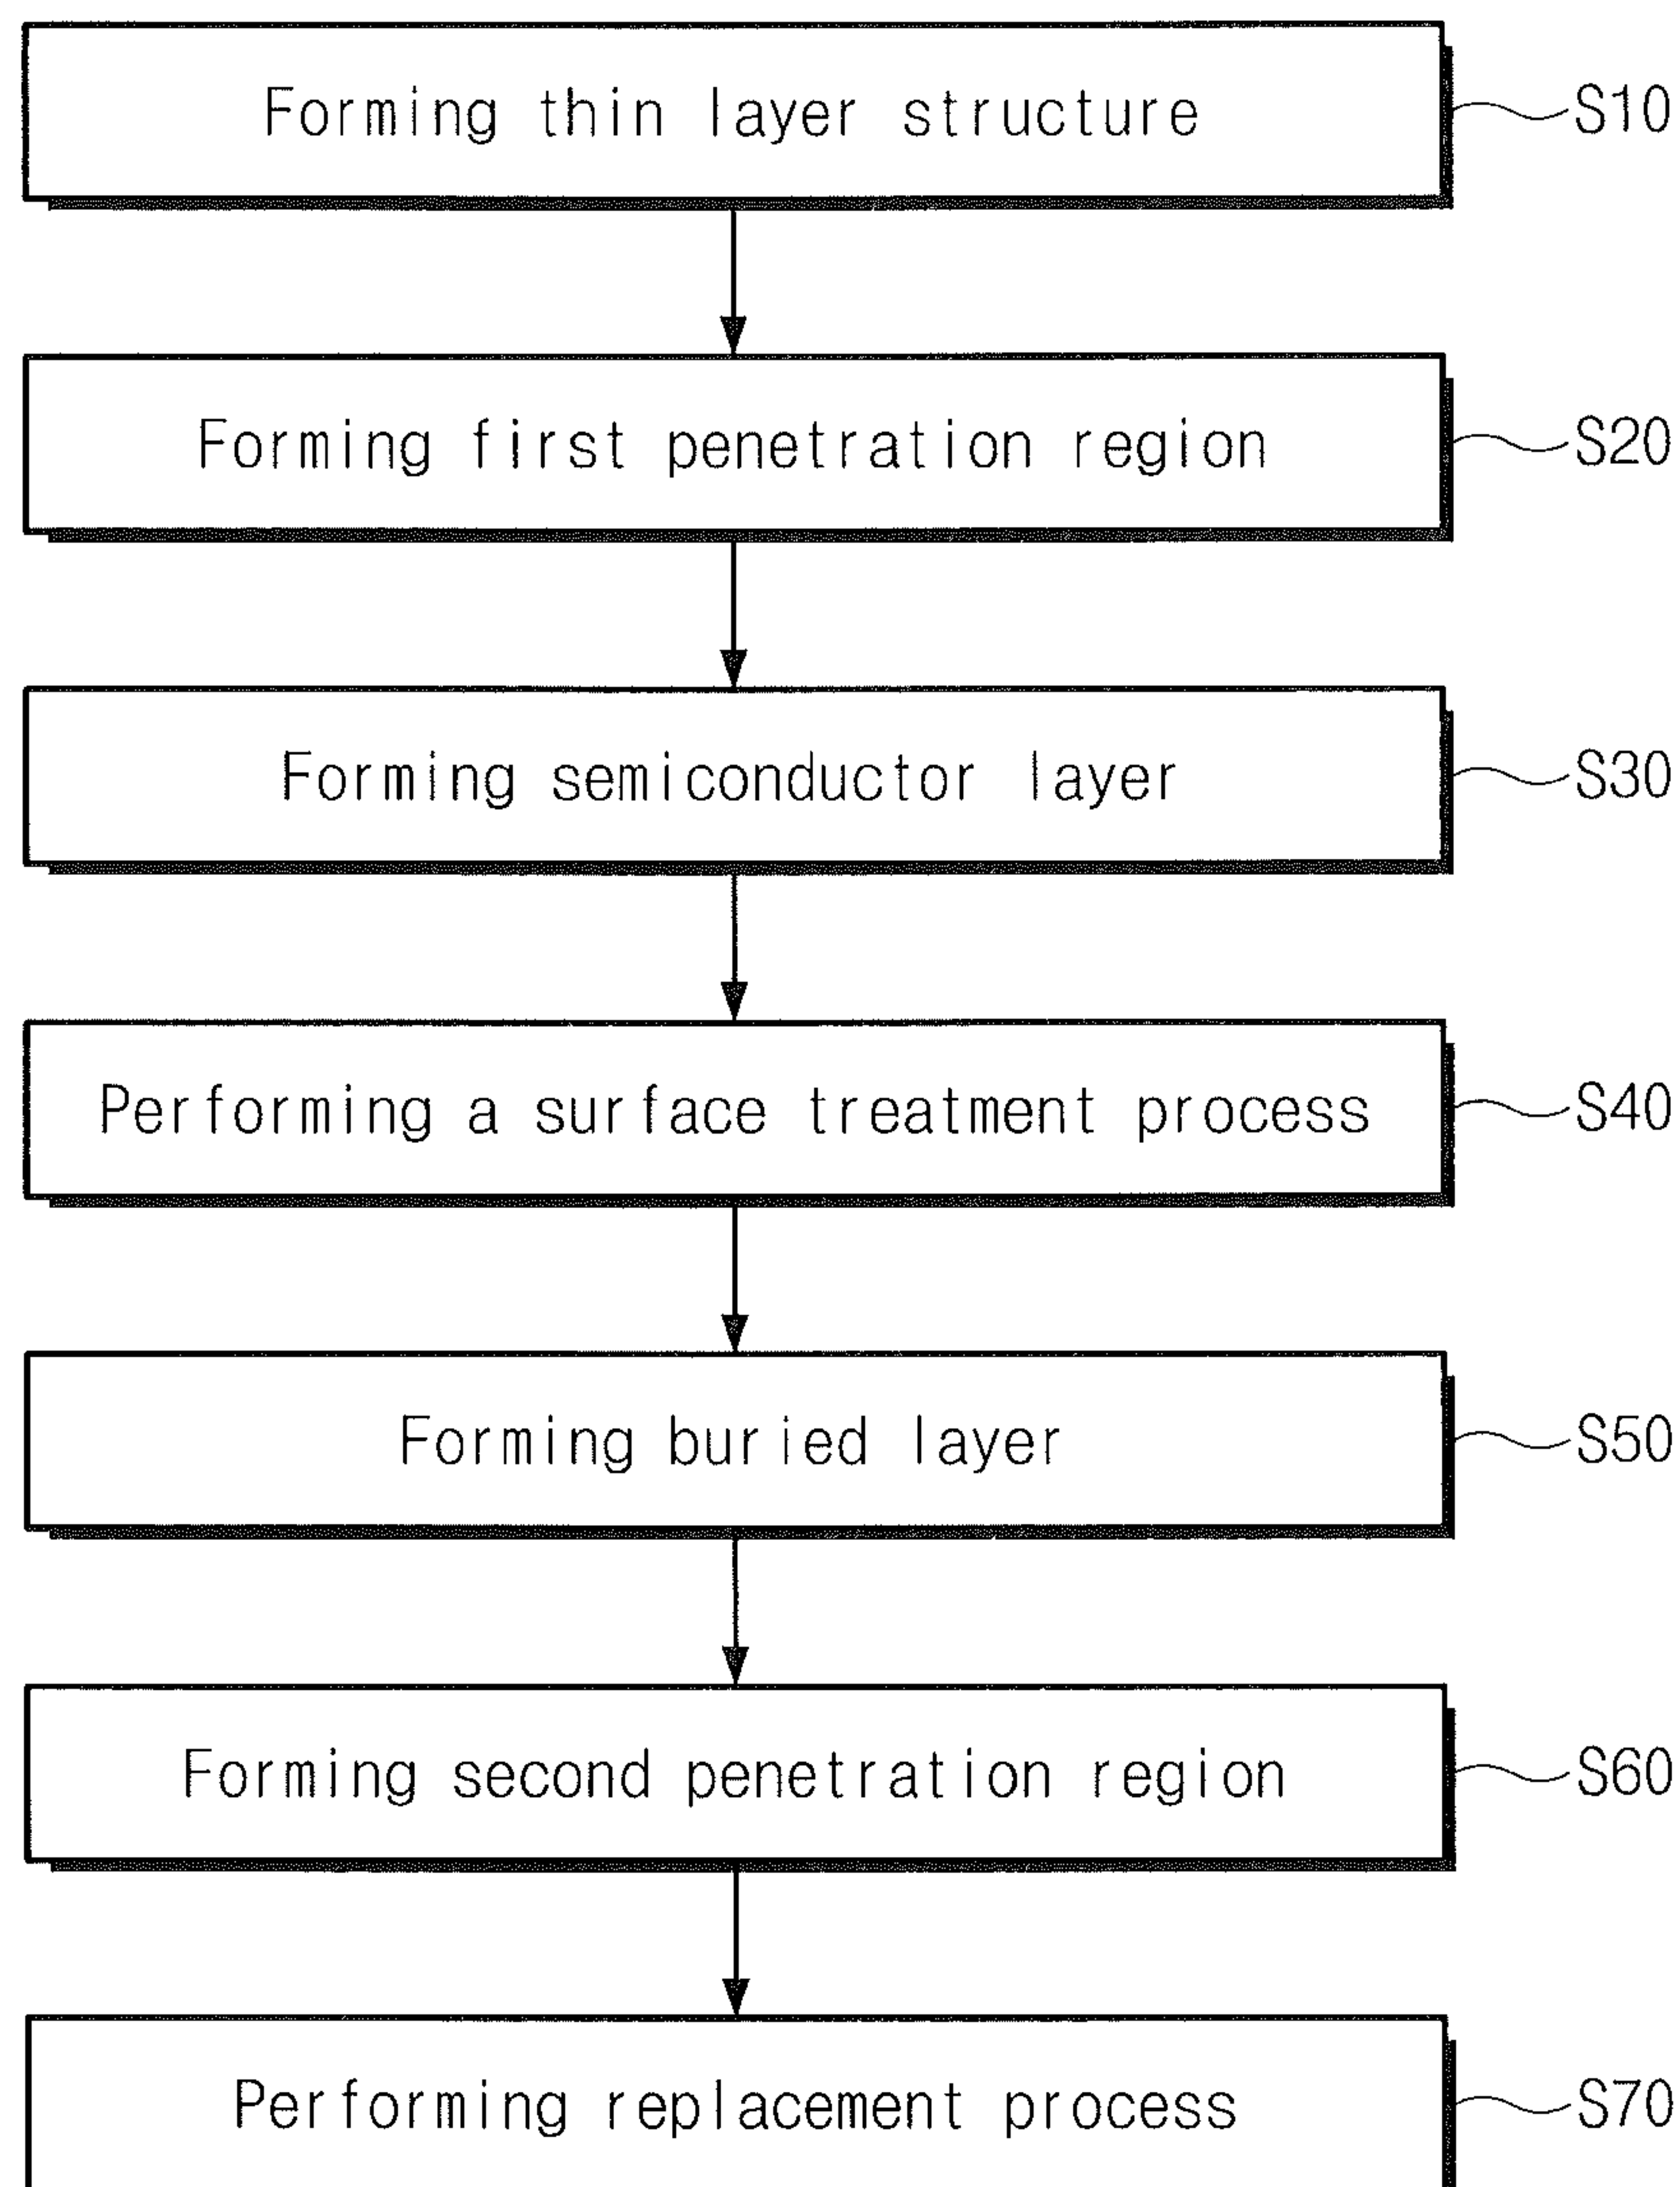 Forming thin layer structure S10
Forming first penetration region S20
Forming semiconductor layer S30
Performing a surface treatment process S40
Forming buried layer S50
Forming second penetration region S60
Performing replacement process S70